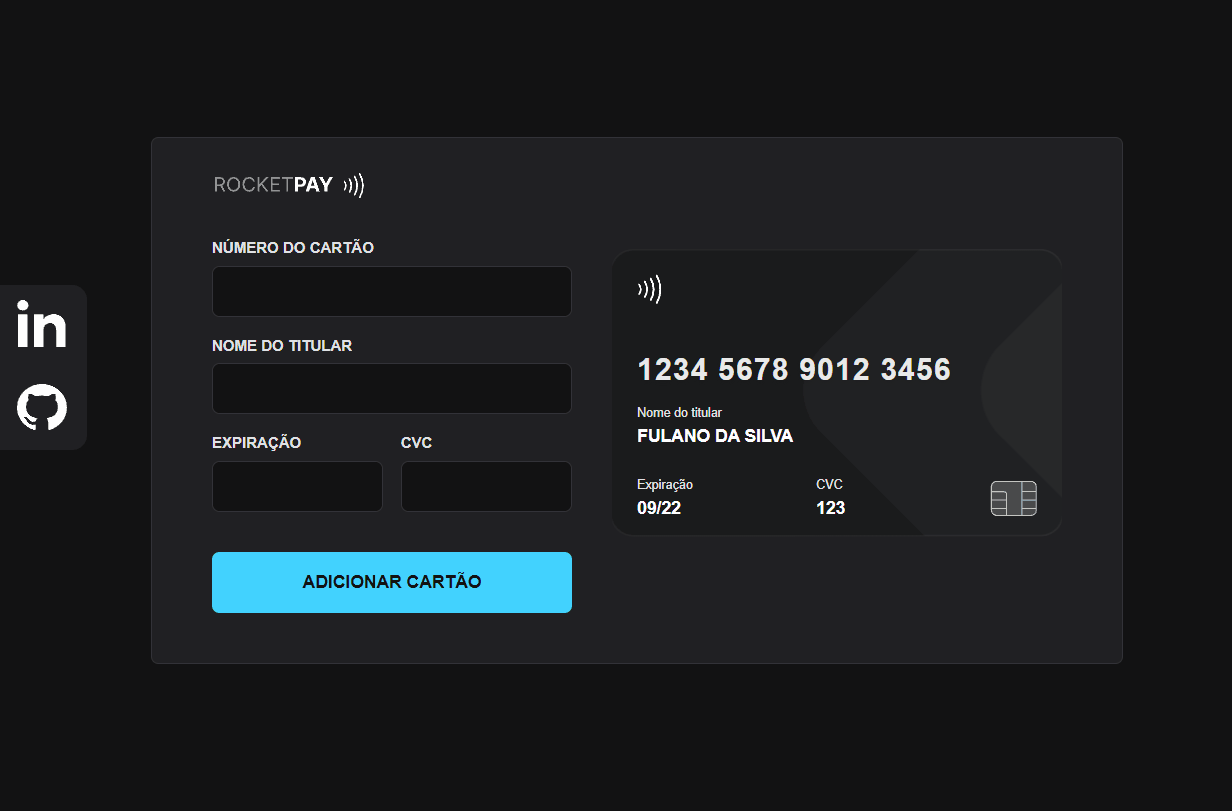 ROCKETPAY
NÚMERO DO CARTÃO
NOME DO TITULAR
EXPIRAÇÃO CVC
ADICIONAR CARTÃO
1234 5678 9012 3456
Nome do titular
FULANO DA SILVA
Expiração CVC
09/22 123
in